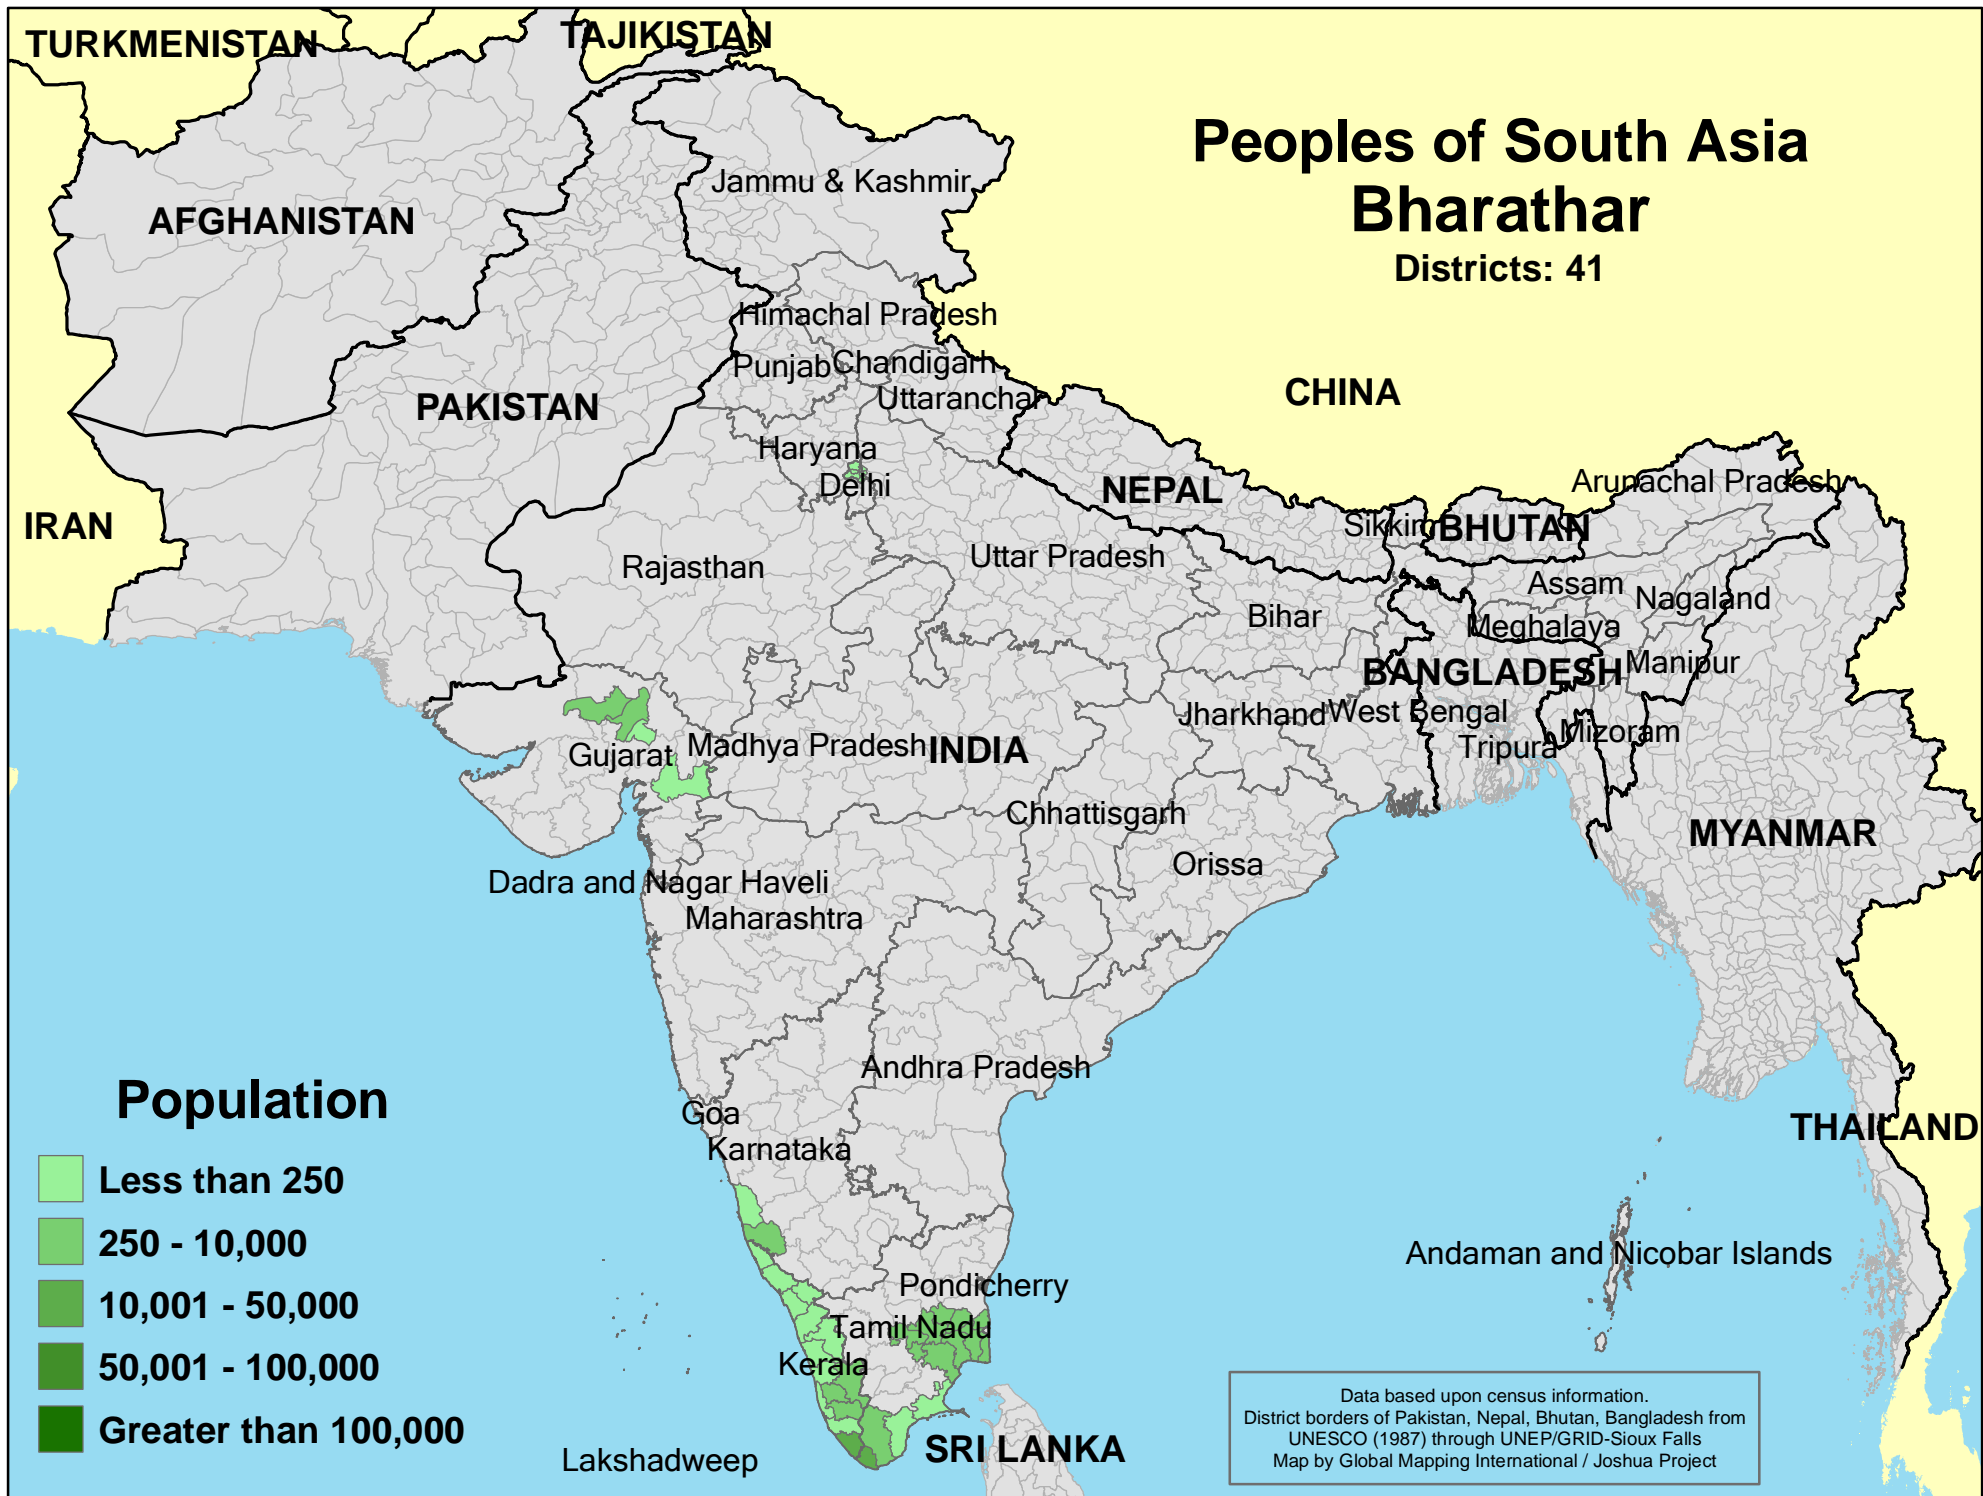 TURKMENISTAN
TAJIKISTAN
Peoples of South Asia
Bharathar
Districts: 41
Jammu & Kashmir
AFGHANISTAN
Himachal Pradesh
Punjab
Chandigarh
Uttaranchal
CHINA
PAKISTAN
Haryana
Delhi
NEPAL
Arunachal Pradesh
IRAN
Sikkim
BHUTAN
Rajasthan
Uttar Pradesh
Assam
Nagaland
Bihar
Meghalaya
BANGLADESH
Manipur
Jharkhand
West Bengal
Gujarat
Madhya Pradesh
INDIA
Tripura
Mizoram
Chhattisgarh
MYANMAR
Orissa
Dadra and Nagar Haveli
Maharashtra
Andhra Pradesh
Goa
Karnataka
THAILAND
Population
Less than 250
250 - 10,000
10,001 - 50,000
50,001 - 100,000
Greater than 100,000
Andaman and Nicobar Islands
Pondicherry
Tamil Nadu
Kerala
Lakshadweep
SRI LANKA
Data based upon census information.
District borders of Pakistan, Nepal, Bhutan, Bangladesh from
UNESCO (1987) through UNEP/GRID-Sioux Falls
Map by Global Mapping International / Joshua Project